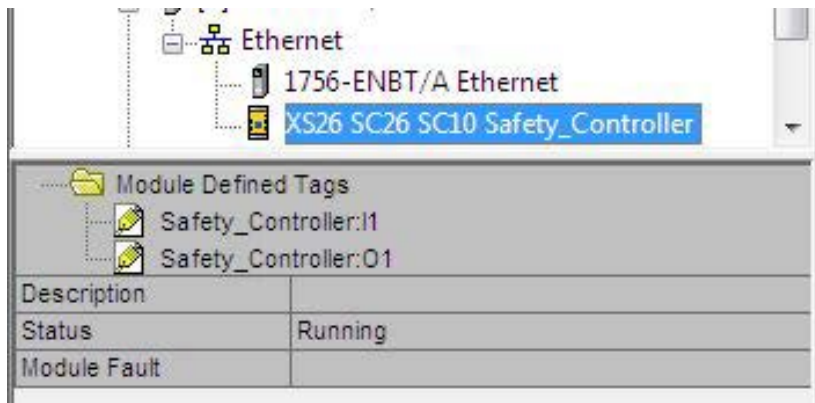 Ethernet
1756-ENBT/A Ethernet
XS26 SC26 SC10 Safety_Controller
Module Defined Tags
Safety_Controller:I1
Safety_Controller:O1
Description
Status Running
Module Fault